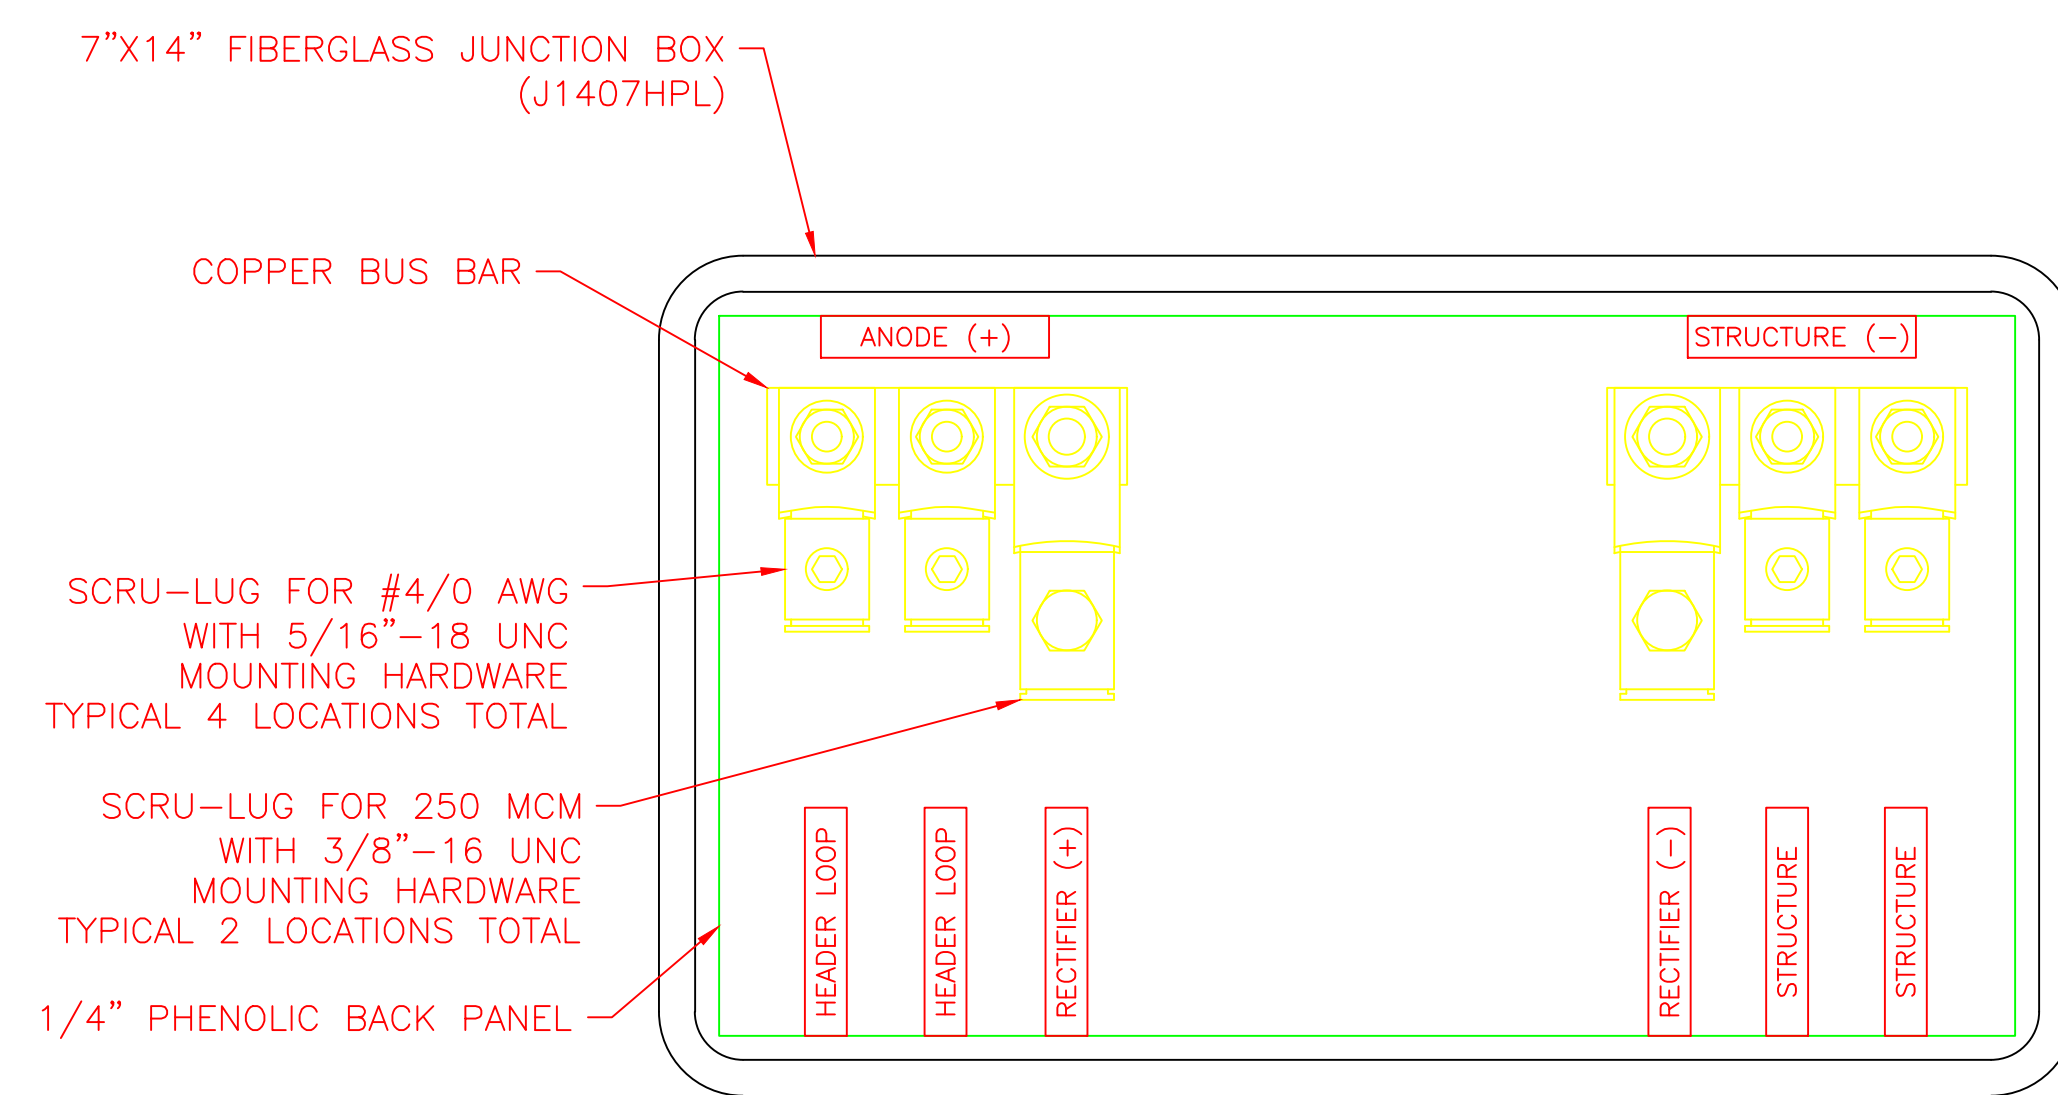 7”X14” FIBERGLASS JUNCTION BOX
(J1407HPL)
COPPER BUS BAR
ANODE (+)
STRUCTURE (−)
SCRU−LUG FOR #4/0 AWG
WITH 5/16”−18 UNC
MOUNTING HARDWARE
TYPICAL 4 LOCATIONS TOTAL
SCRU−LUG FOR 250 MCM
WITH 3/8”−16 UNC
MOUNTING HARDWARE
TYPICAL 2 LOCATIONS TOTAL
1/4” PHENOLIC BACK PANEL
HEADER LOOP
HEADER LOOP
RECTIFIER (+)
RECTIFIER (−)
STRUCTURE
STRUCTURE